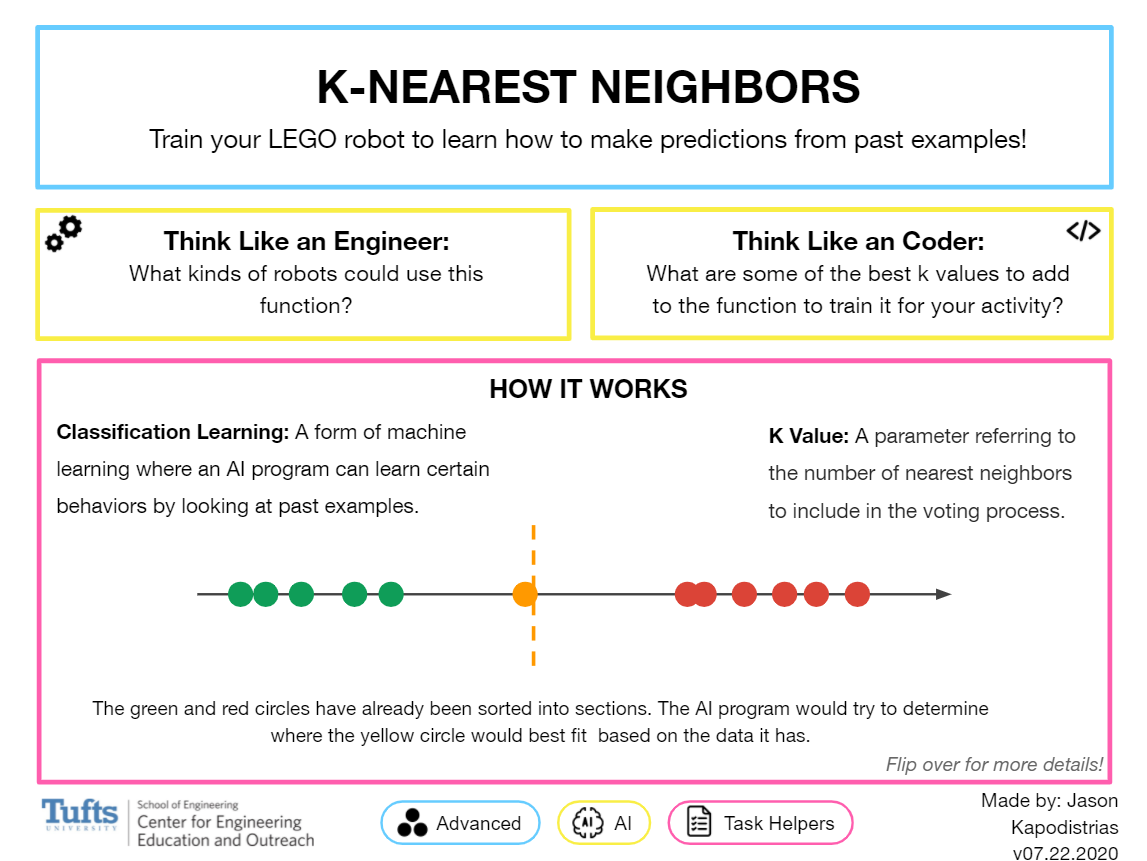 K-NEAREST NEIGHBORS
Train your LEGO robot to learn how to make predictions from past examples!
Think Like an Engineer:
What kinds of robots could use this
function?
Think Like an Coder:
</>
What are some of the best k values to add
to the function to train it for your activity?
HOW IT WORKS
Classification Learning: A form of machine
learning where an AI program can learn certain
behaviors by looking at past examples.
K Value: A parameter referring to
the number of nearest neighbors
to include in the voting process.
The green and red circles have already been sorted into sections. The AI program would try to determine
where the yellow circle would best fit  based on the data it has.
Flip over for more details!
Tufts
UNIVERSITY
School of Engineering
Center for Engineering
Education and Outreach
Advanced
AI
AI
Task Helpers
Made by: Jason
Kapodistrias
v07.22.2020